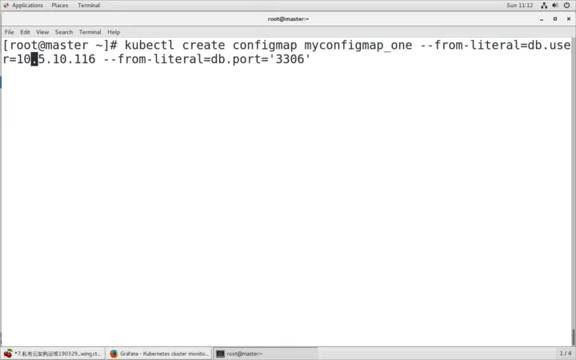 Applications Places Terminal Sun 11:12
root@master:~
File Edit View Search Terminal Help
[root@master ~]# kubectl create configmap myconfigmap_one --from-literal=db.use
r=10.5.10.116 --from-literal=db.port='3306'
Grafana - Kubernetes cluster monito... root@master:~ 1 / 4